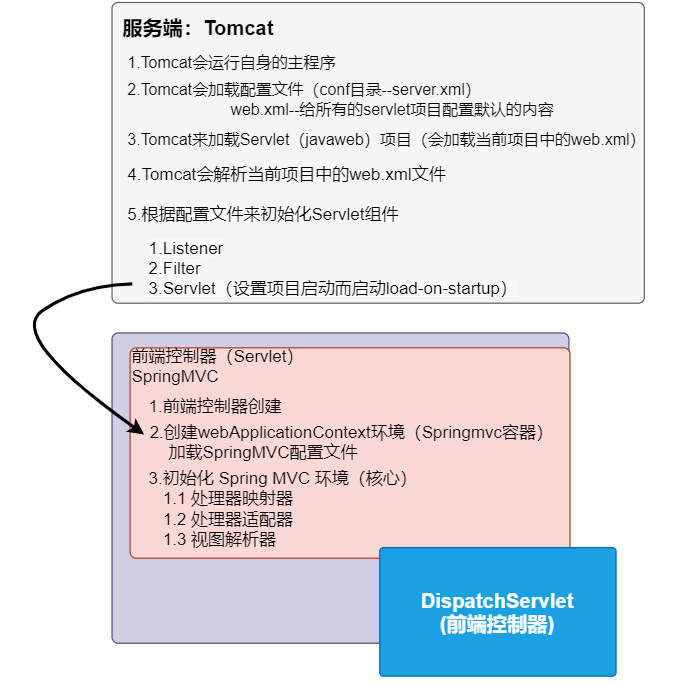 服务端：Tomcat
1.Tomcat会运行自身的主程序
2.Tomcat会加载配置文件（conf目录--server.xml）
web.xml--给所有的servlet项目配置默认的内容
3.Tomcat来加载Servlet（javaweb）项目（会加载当前项目中的web.xml）
4.Tomcat会解析当前项目中的web.xml文件
5.根据配置文件来初始化Servlet组件
1.Listener
2.Filter
3.Servlet（设置项目启动而启动load-on-startup）
前端控制器（Servlet）
SpringMVC
1.前端控制器创建
2.创建webApplicationContext环境（Springmvc容器）
加载SpringMVC配置文件
3.初始化 Spring MVC 环境（核心）
1.1 处理器映射器
1.2 处理器适配器
1.3 视图解析器
DispatchServlet
(前端控制器)